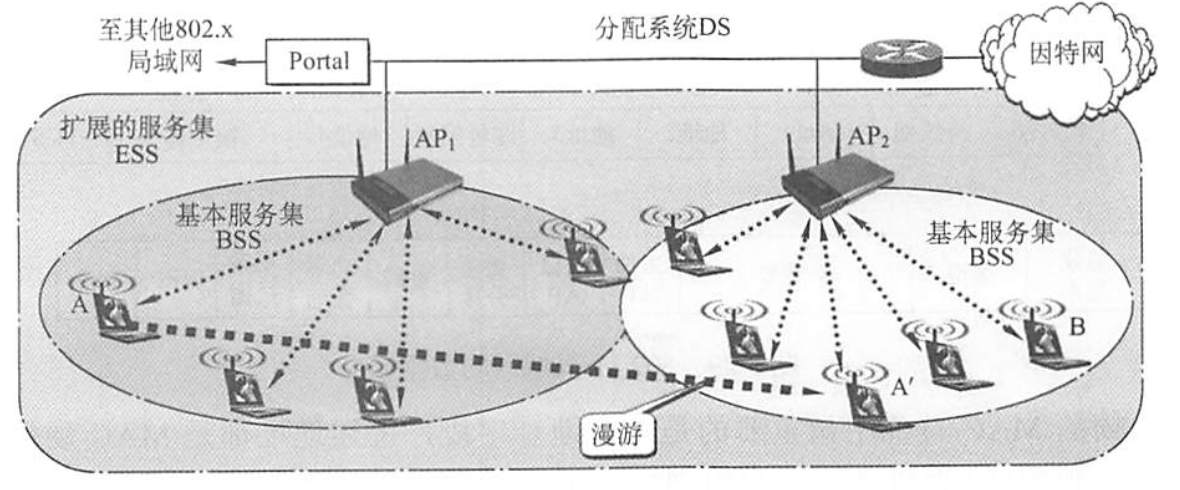 至其他802.x
局域网
Portal
分配系统DS
因特网
扩展的服务集
ESS
AP₁
AP₂
基本服务集
BSS
基本服务集
BSS
A
B
A′
漫游